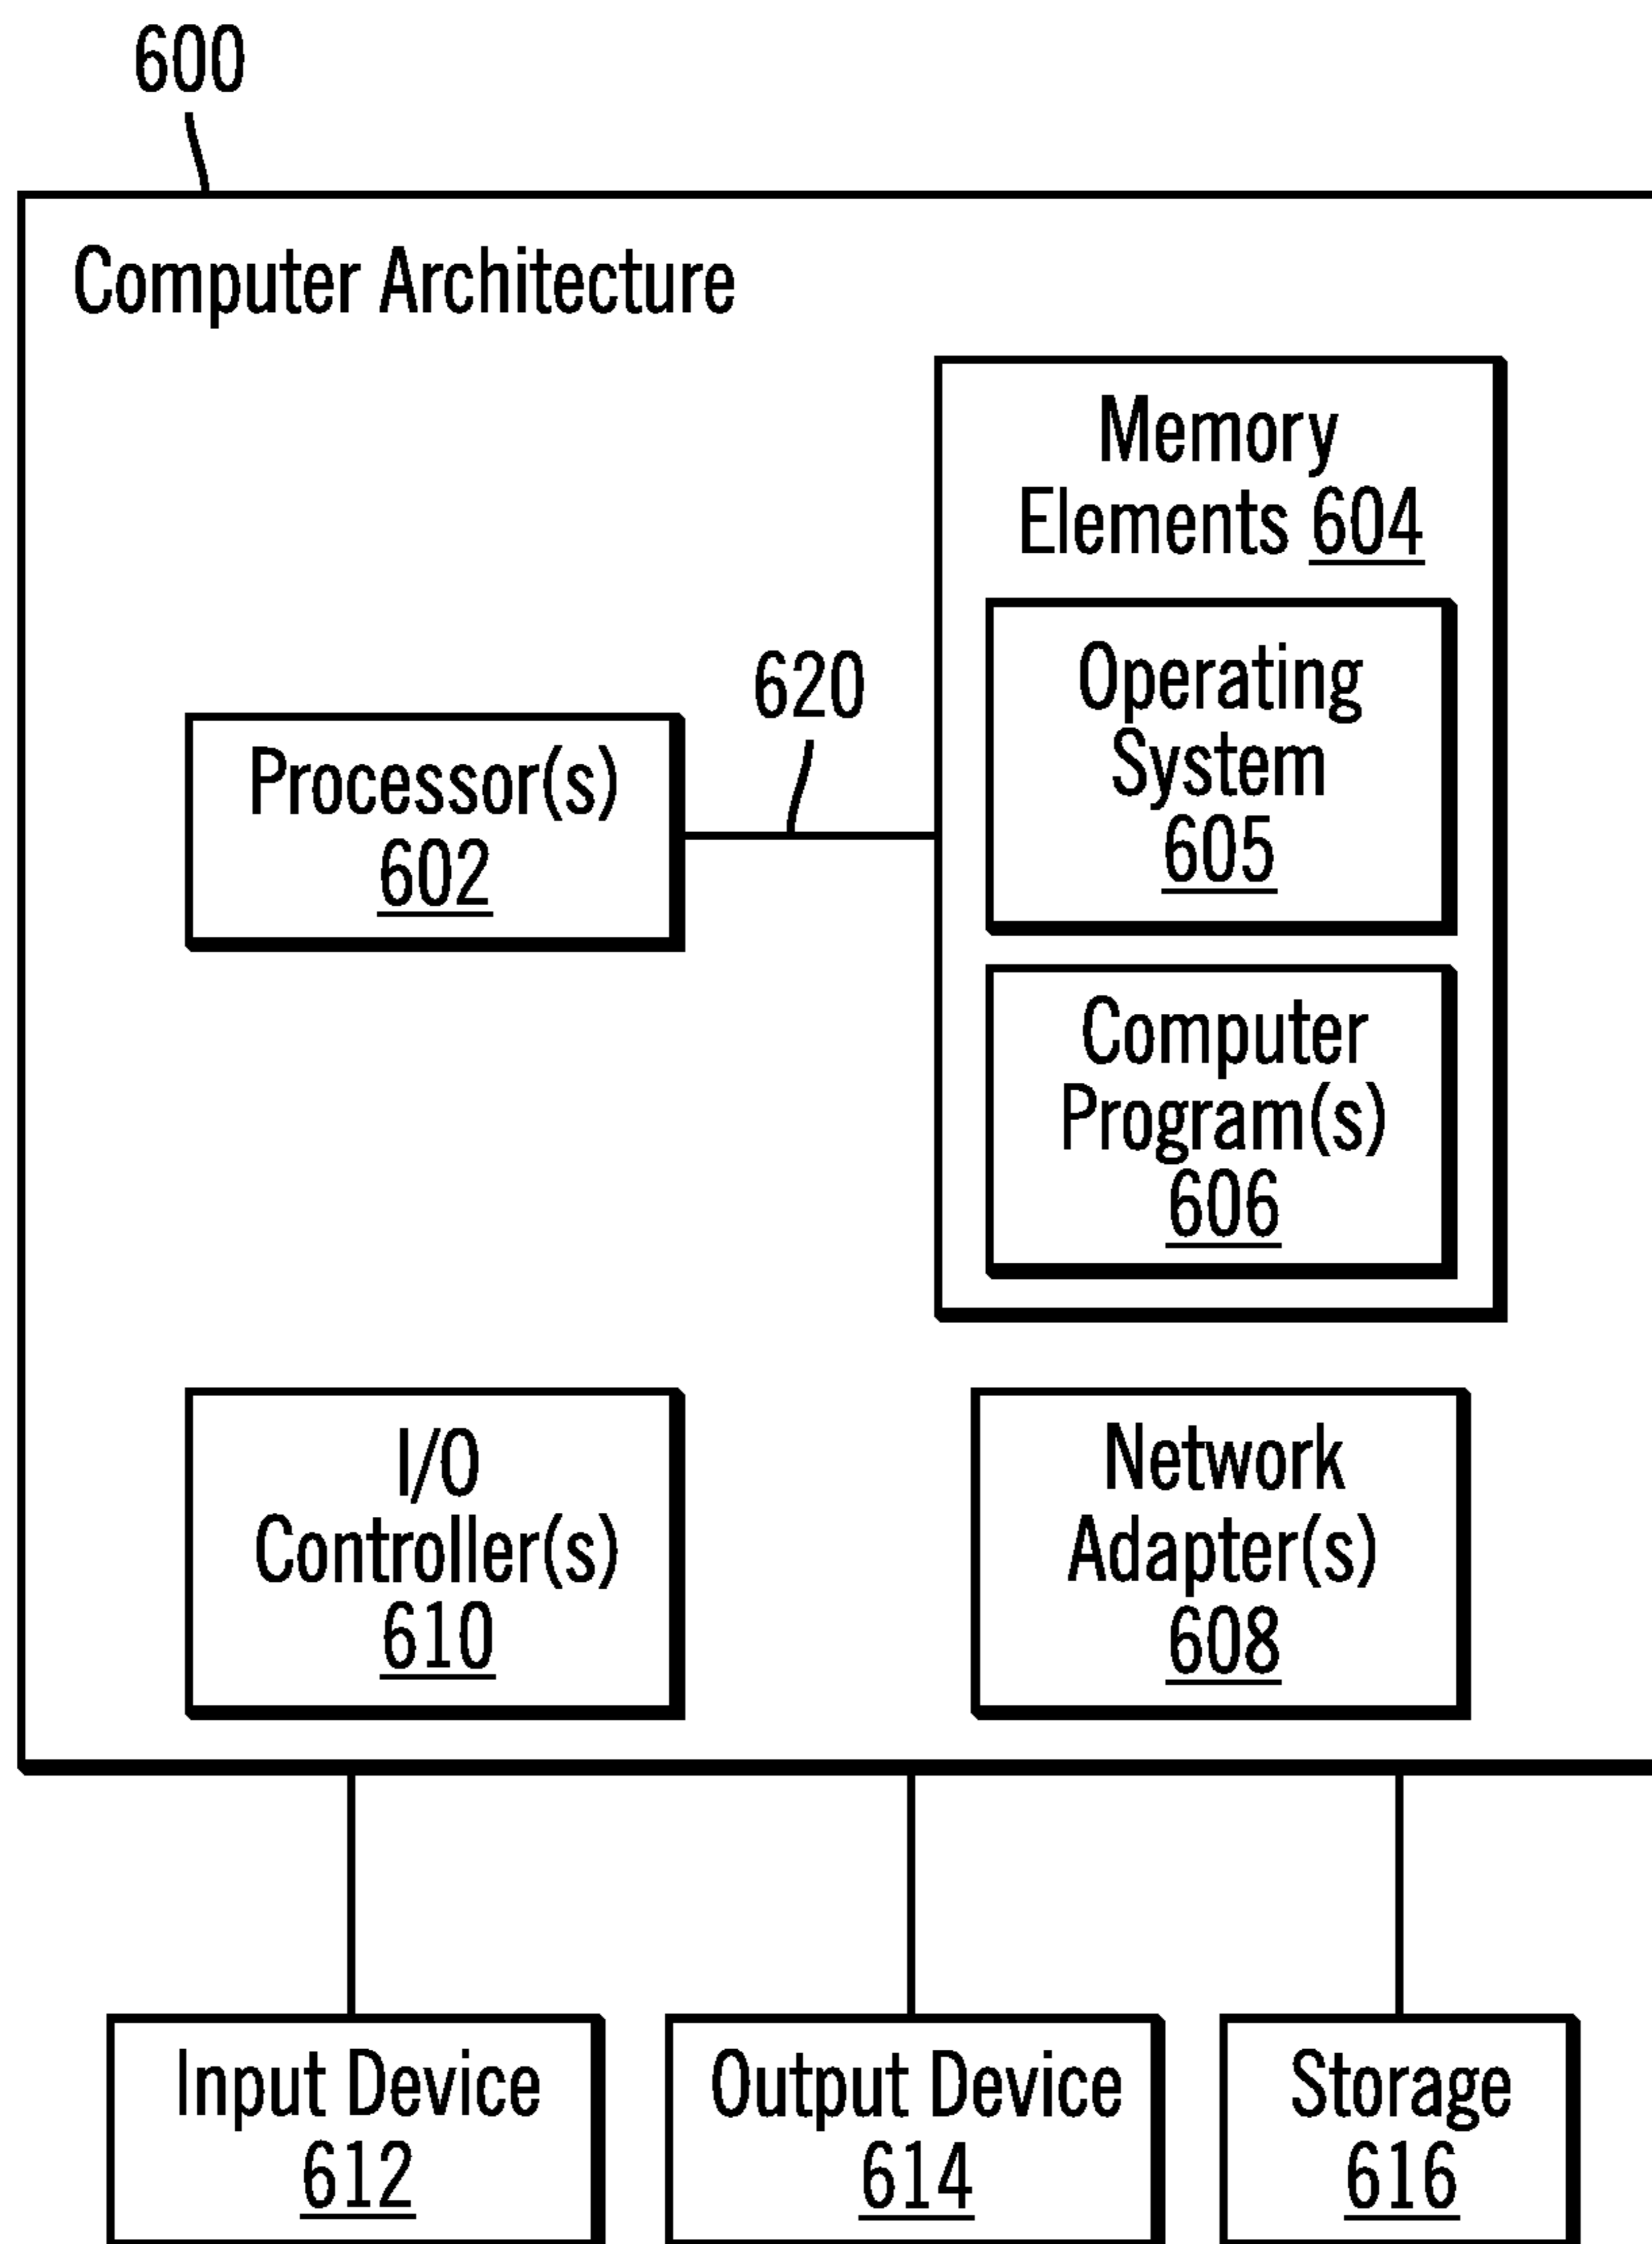 600
Computer Architecture
Memory
Elements 604
Operating
System
605
620
Processor(s)
602
Computer
Program(s)
606
I/O
Controller(s)
610
Network
Adapter(s)
608
Input Device
612
Output Device
614
Storage
616